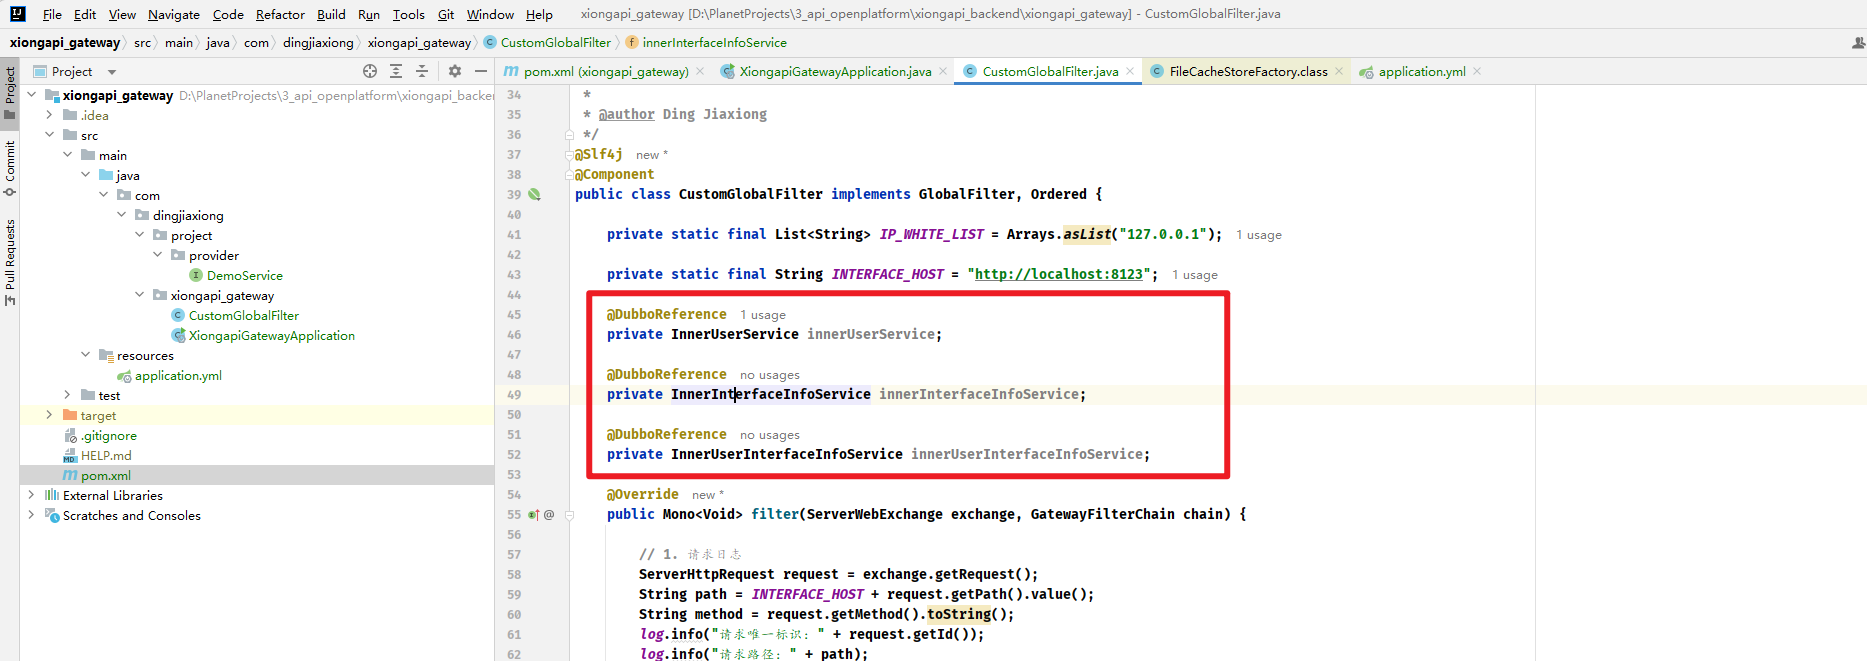 File Edit View Navigate Code Refactor Build Run Tools Git Window Help xiongapi_gateway [D:\PlanetProjects\3_api_openplatform\xiongapi_backend\xiongapi_gateway] - CustomGlobalFilter.java
xiongapi_gateway src main java com dingjiaxiong xiongapi_gateway CustomGlobalFilter innerInterfaceInfoService
Project
Commit
Pull Requests
Project
xiongapi_gateway D:\PlanetProjects\3_api_openplatform\xiongapi_backen
.idea
src
main
java
com
dingjiaxiong
project
provider
DemoService
xiongapi_gateway
CustomGlobalFilter
XiongapiGatewayApplication
resources
application.yml
test
target
.gitignore
HELP.md
pom.xml
External Libraries
Scratches and Consoles
pom.xml (xiongapi_gateway) XiongapiGatewayApplication.java CustomGlobalFilter.java FileCacheStoreFactory.class application.yml
34 *
35 * @author Ding Jiaxiong
36 */
37 @Slf4j new *
38 @Component
39 public class CustomGlobalFilter implements GlobalFilter, Ordered {
40
41 private static final List<String> IP_WHITE_LIST = Arrays.asList("127.0.0.1"); 1 usage
42
43 private static final String INTERFACE_HOST = "http://localhost:8123"; 1 usage
44
45 @DubboReference 1 usage
46 private InnerUserService innerUserService;
47
48 @DubboReference no usages
49 private InnerInterfaceInfoService innerInterfaceInfoService;
50
51 @DubboReference no usages
52 private InnerUserInterfaceInfoService innerUserInterfaceInfoService;
53
54 @Override new *
55 public Mono<Void> filter(ServerWebExchange exchange, GatewayFilterChain chain) {
56
57 // 1. 请求日志
58 ServerHttpRequest request = exchange.getRequest();
59 String path = INTERFACE_HOST + request.getPath().value();
60 String method = request.getMethod().toString();
61 log.info("请求唯一标识：" + request.getId());
62 log.info("请求路径：" + path);